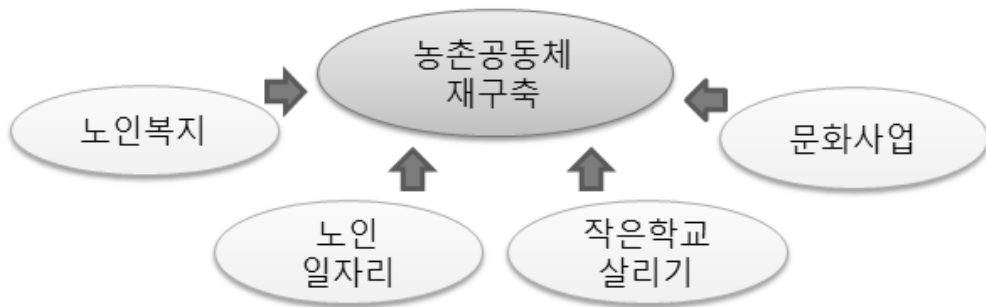 농촌공동체
재구축
노인복지
문화사업
노인
일자리
작은학교
살리기